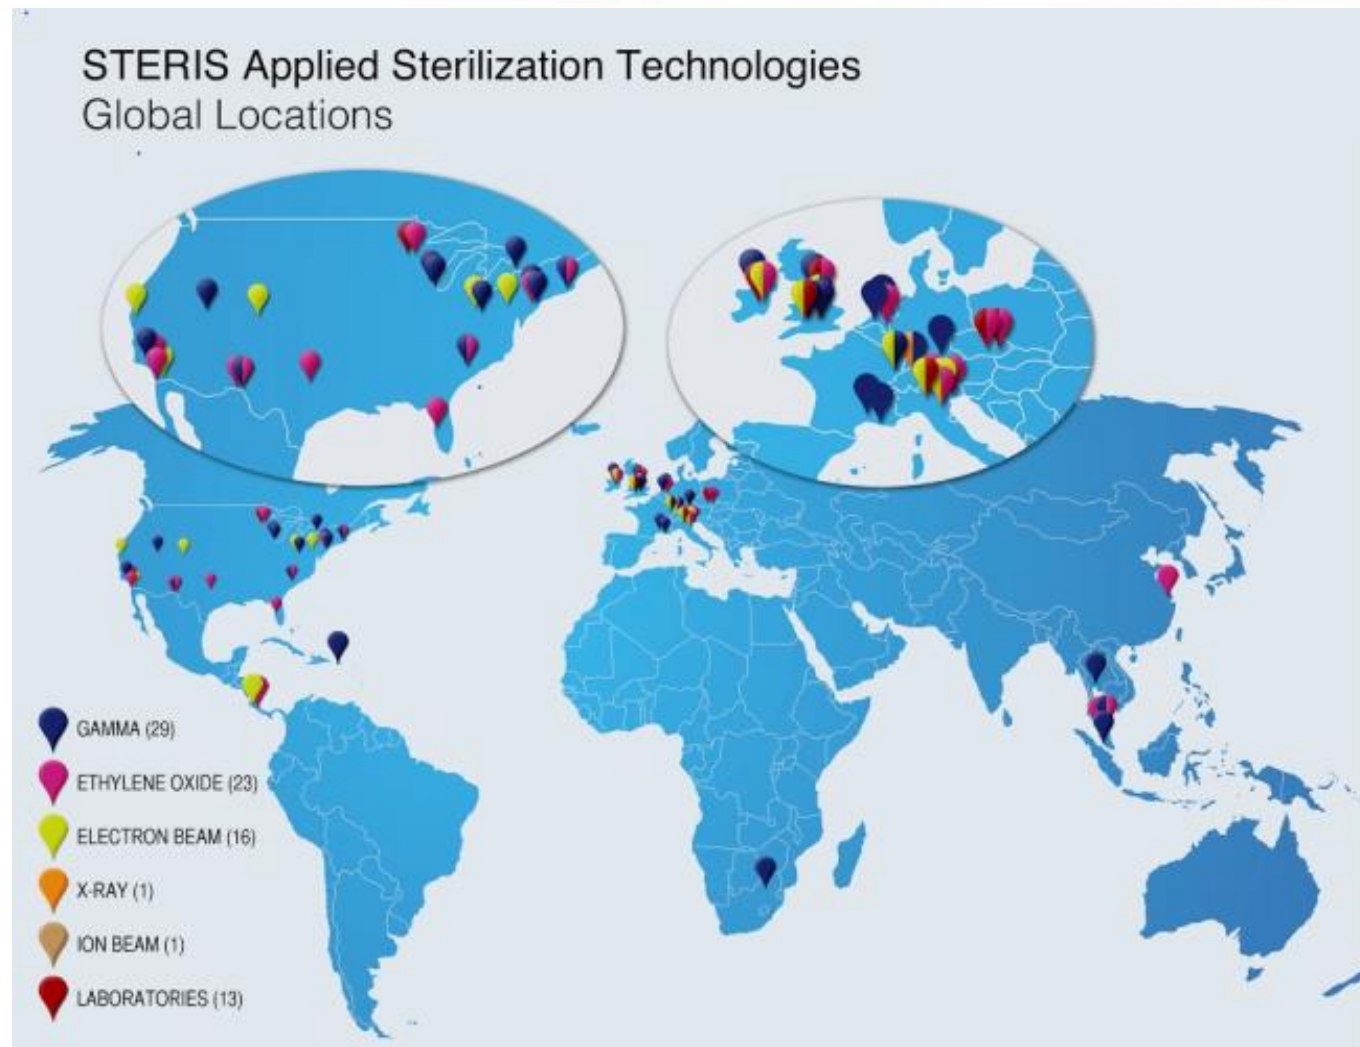 STERIS Applied Sterilization Technologies
Global Locations
GAMMA (29)
ETHYLENE OXIDE (23)
ELECTRON BEAM (16)
X-RAY (1)
ION BEAM (1)
LABORATORIES (13)